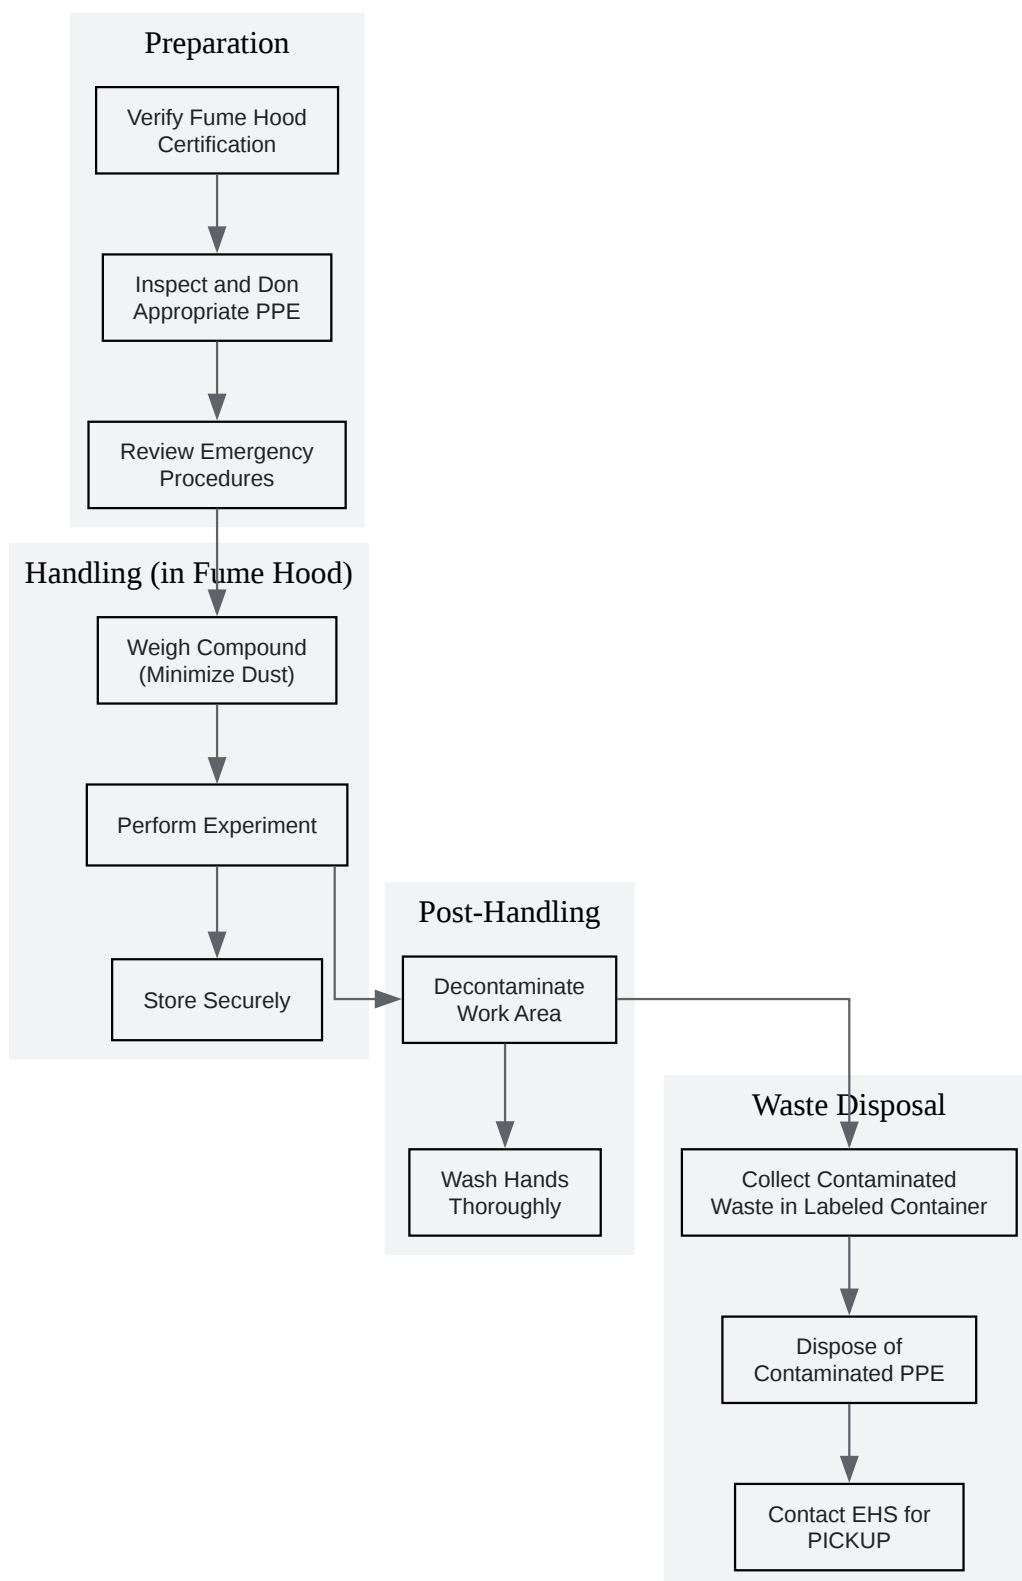 Preparation
Verify Fume Hood
Certification
Inspect and Don
Appropriate PPE
Review Emergency
Procedures
Handling (in Fume Hood)
Weigh Compound
(Minimize Dust)
Perform Experiment
Store Securely
Post-Handling
Decontaminate
Work Area
Wash Hands
Thoroughly
Waste Disposal
Collect Contaminated
Waste in Labeled Container
Dispose of
Contaminated PPE
Contact EHS for
PICKUP